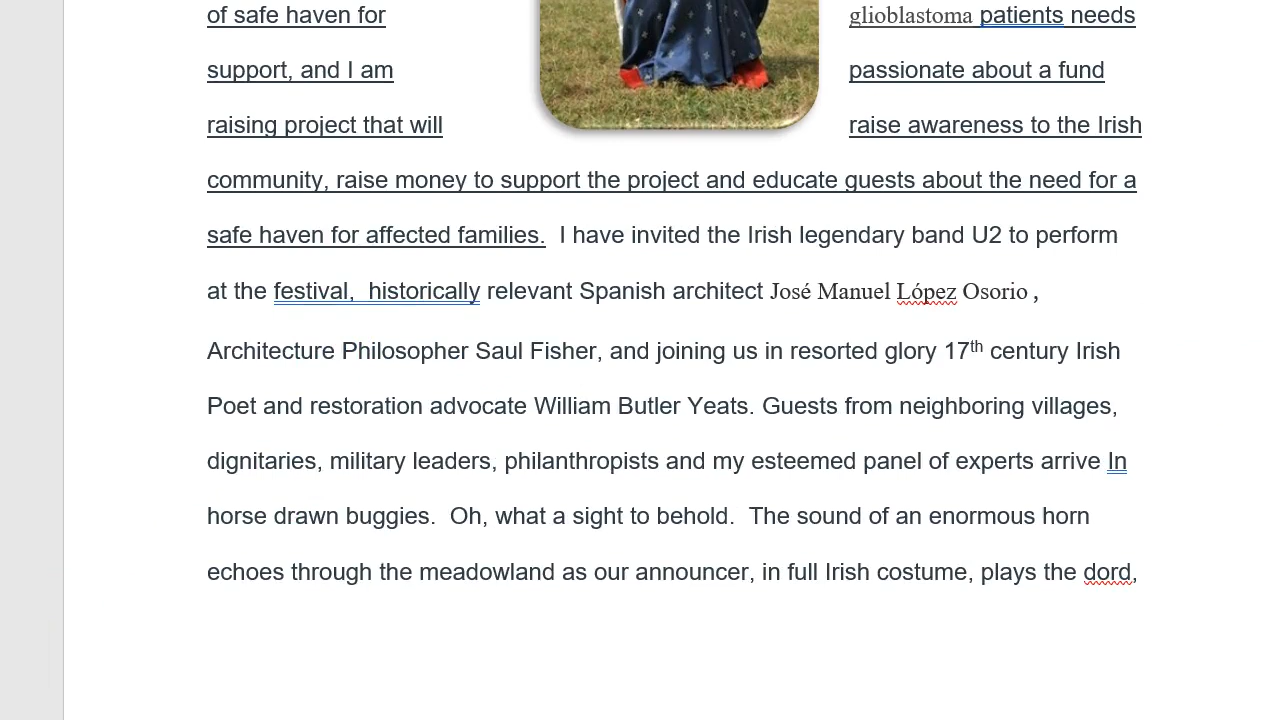 of safe haven for glioblastoma patients needs
support, and I am passionate about a fund
raising project that will raise awareness to the Irish
community, raise money to support the project and educate guests about the need for a
safe haven for affected families.  I have invited the Irish legendary band U2 to perform
at the festival,  historically relevant Spanish architect José Manuel López Osorio ,
Architecture Philosopher Saul Fisher, and joining us in resorted glory 17th century Irish
Poet and restoration advocate William Butler Yeats. Guests from neighboring villages,
dignitaries, military leaders, philanthropists and my esteemed panel of experts arrive In
horse drawn buggies.  Oh, what a sight to behold.  The sound of an enormous horn
echoes through the meadowland as our announcer, in full Irish costume, plays the dord,